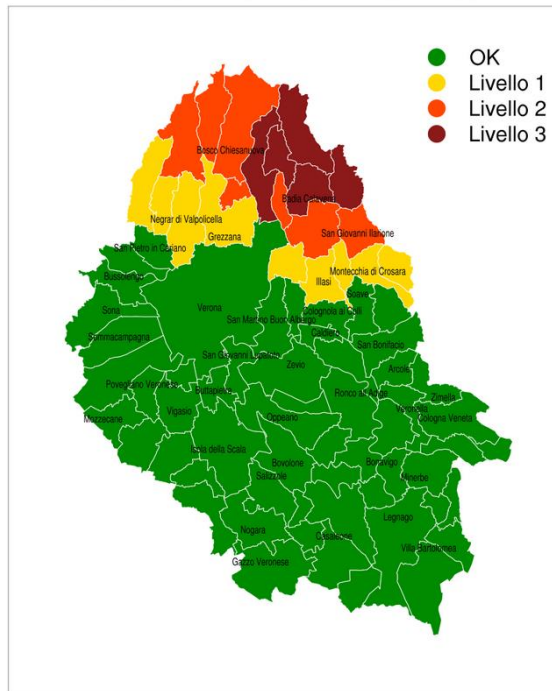 OK
Livello 1
Livello 2
Livello 3
Bosco Chiesanuova
Badia Calavena
Negrar di Valpolicella
Grezzana
San Giovanni Ilarione
San Pietro in Cariano
Montecchia di Crosara
Bussolengo
Illasi
Soave
Sona
Verona
Colognola ai Colli
San Martino Buon Albergo
Sommacampagna
Caldiero
San Bonifacio
San Giovanni Lupatoto
Zevio
Arcole
Povegliano Veronese
Buttapietra
Ronco all'Adige
Zimella
Mozzecane
Vigasio
Oppeano
Veronella
Cologna Veneta
Isola della Scala
Bovolone
Bonavigo
Salizzole
Minerbe
Legnago
Nogara
Casaleone
Villa Bartolomea
Gazzo Veronese